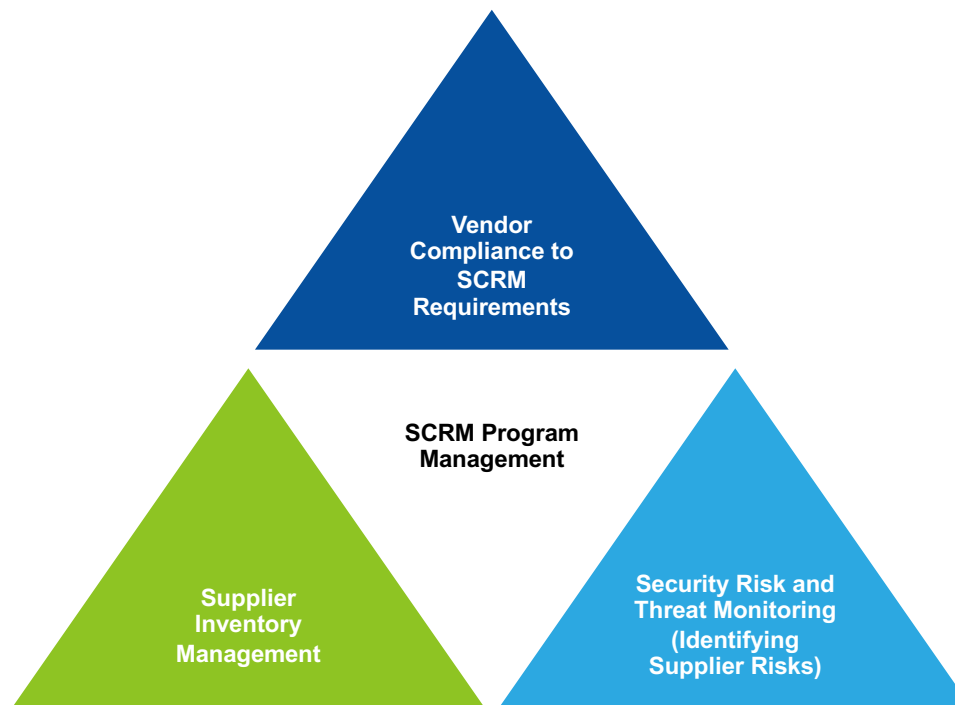 Vendor
Compliance to
SCRM
Requirements
SCRM Program
Management
Supplier
Inventory
Management
Security Risk and
Threat Monitoring
(Identifying
Supplier Risks)